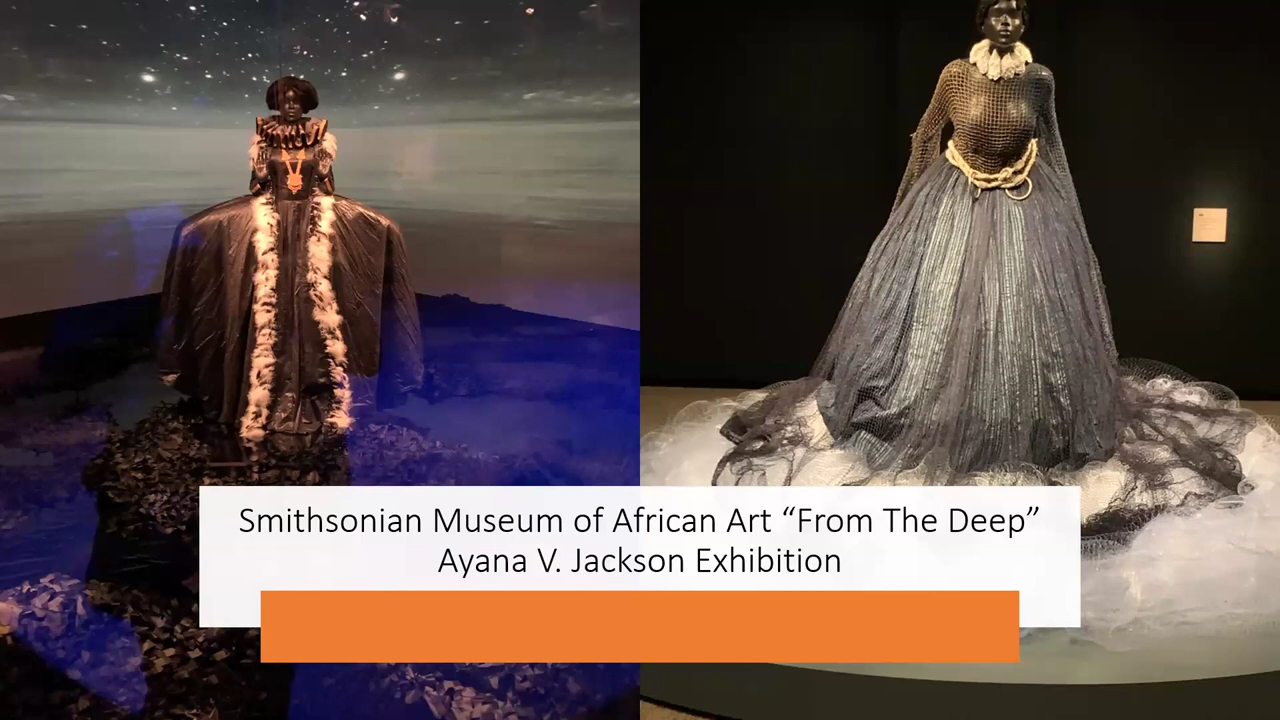 Smithsonian Museum of African Art “From The Deep”
Ayana V. Jackson Exhibition